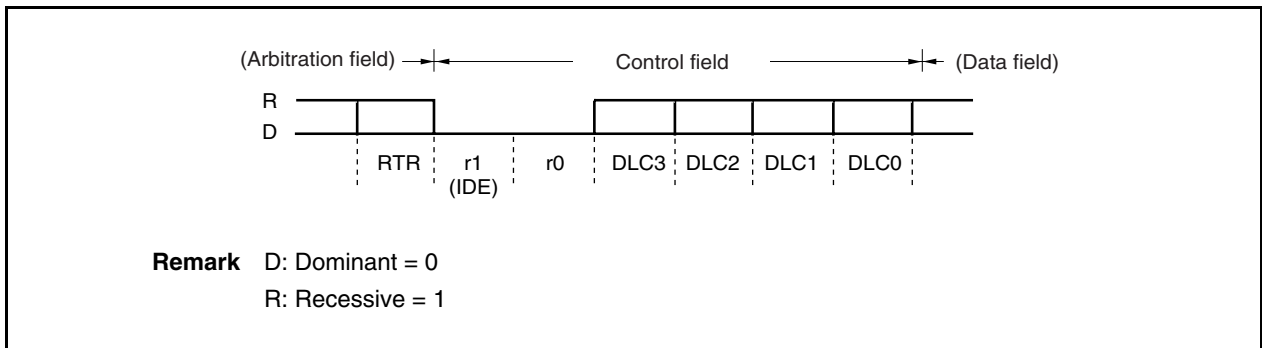 (Arbitration field) Control field (Data field)
R
D
RTR r1 r0 DLC3 DLC2 DLC1 DLC0
(IDE)
Remark D: Dominant = 0
R: Recessive = 1